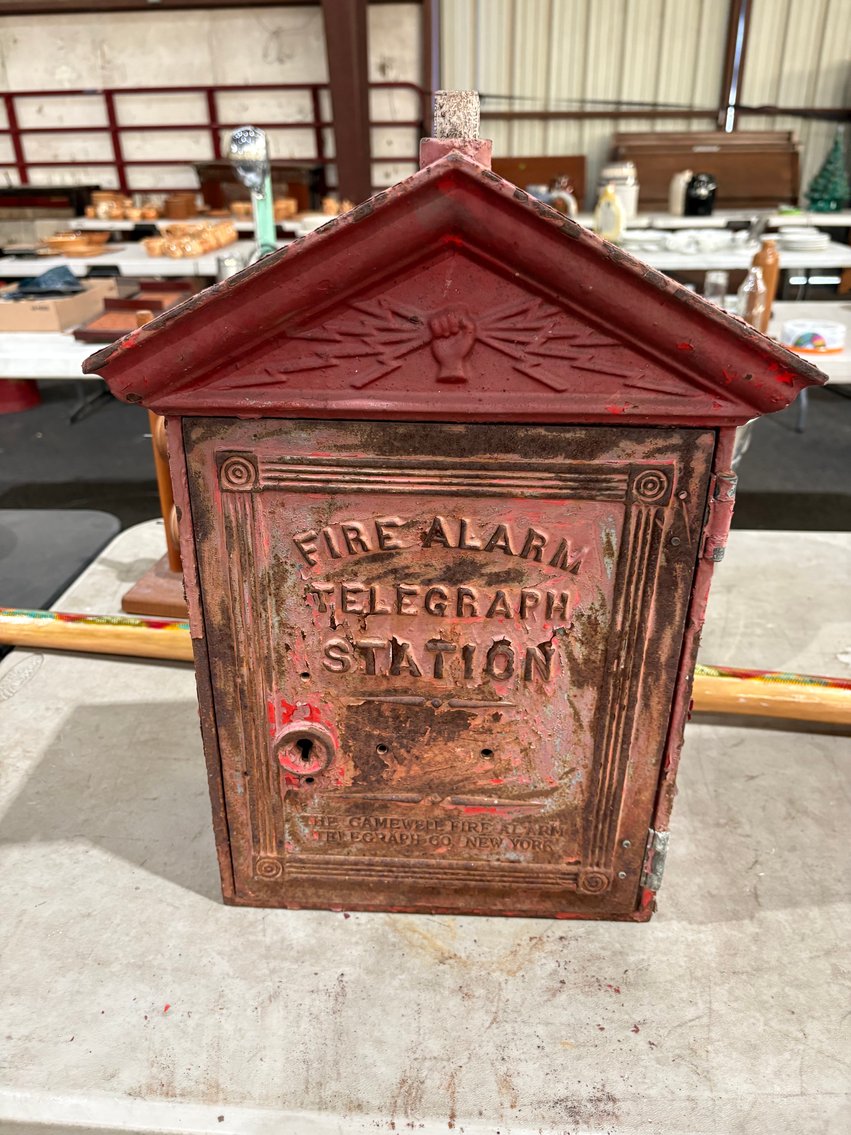 FIRE ALARM
TELEGRAPH
STATION
THE GAMEWELL FIRE ALARM
TELEGRAPH CO. NEW YORK